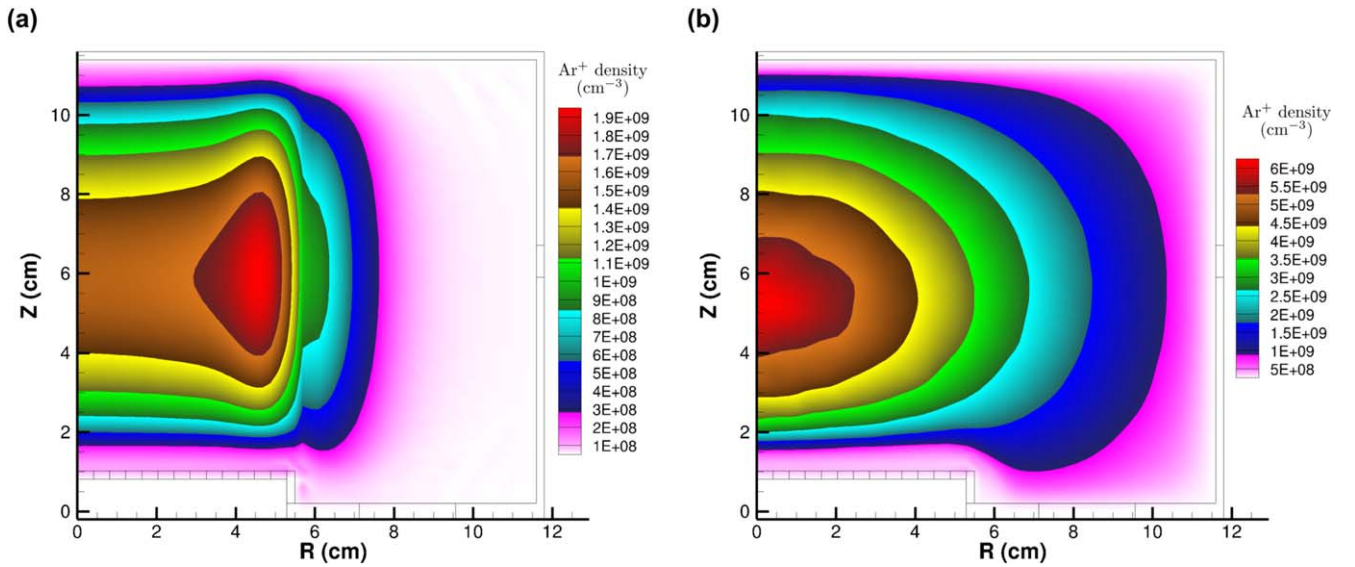 (a)
Ar+ density
(cm−3)
1.9E+09
1.8E+09
1.7E+09
1.6E+09
1.5E+09
1.4E+09
1.3E+09
1.2E+09
1.1E+09
1E+09
9E+08
8E+08
7E+08
6E+08
5E+08
4E+08
3E+08
2E+08
1E+08
Z (cm)
10
8
6
4
2
0
0 2 4 6 8 10 12
R (cm)
(b)
Ar+ density
(cm−3)
6E+09
5.5E+09
5E+09
4.5E+09
4E+09
3.5E+09
3E+09
2.5E+09
2E+09
1.5E+09
1E+09
5E+08
Z (cm)
10
8
6
4
2
0
0 2 4 6 8 10 12
R (cm)